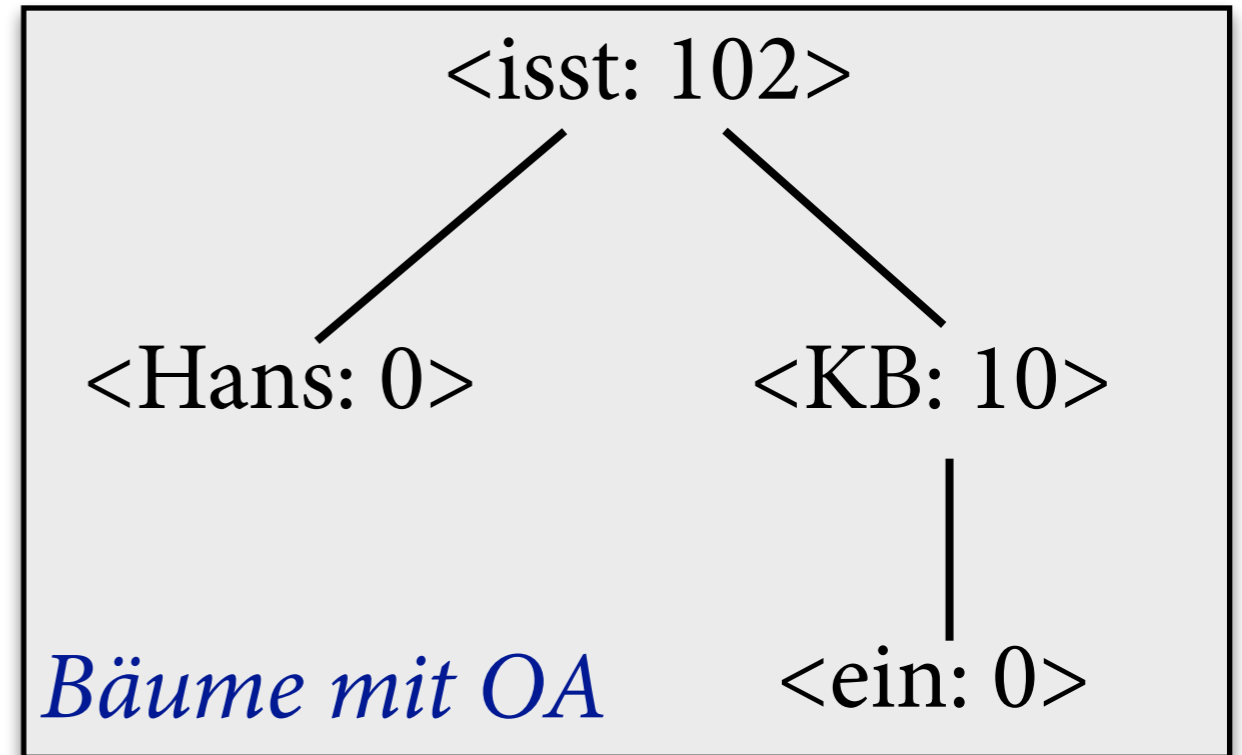 <isst: 102>
<Hans: 0>
<KB: 10>
<ein: 0>
Bäume mit OA